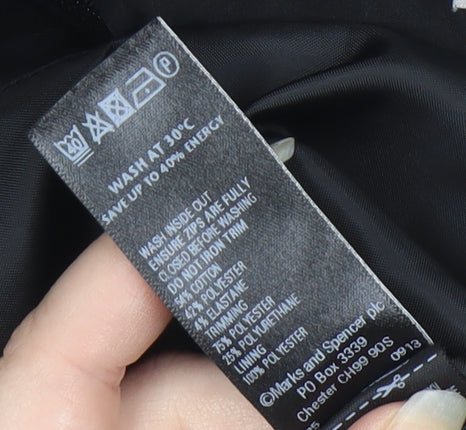 40
P
WASH AT 30°C
SAVE UP TO 40% ENERGY
WASH INSIDE OUT
ENSURE ZIPS ARE FULLY
CLOSED BEFORE WASHING
DO NOT IRON TRIM
54% COTTON
42% POLYESTER
4% ELASTANE
TRIMMING
75% POLYESTER
25% POLYURETHANE
LINING
100% POLYESTER
©Marks and Spencer plc
PO Box 3339
Chester CH99 9QS
091a